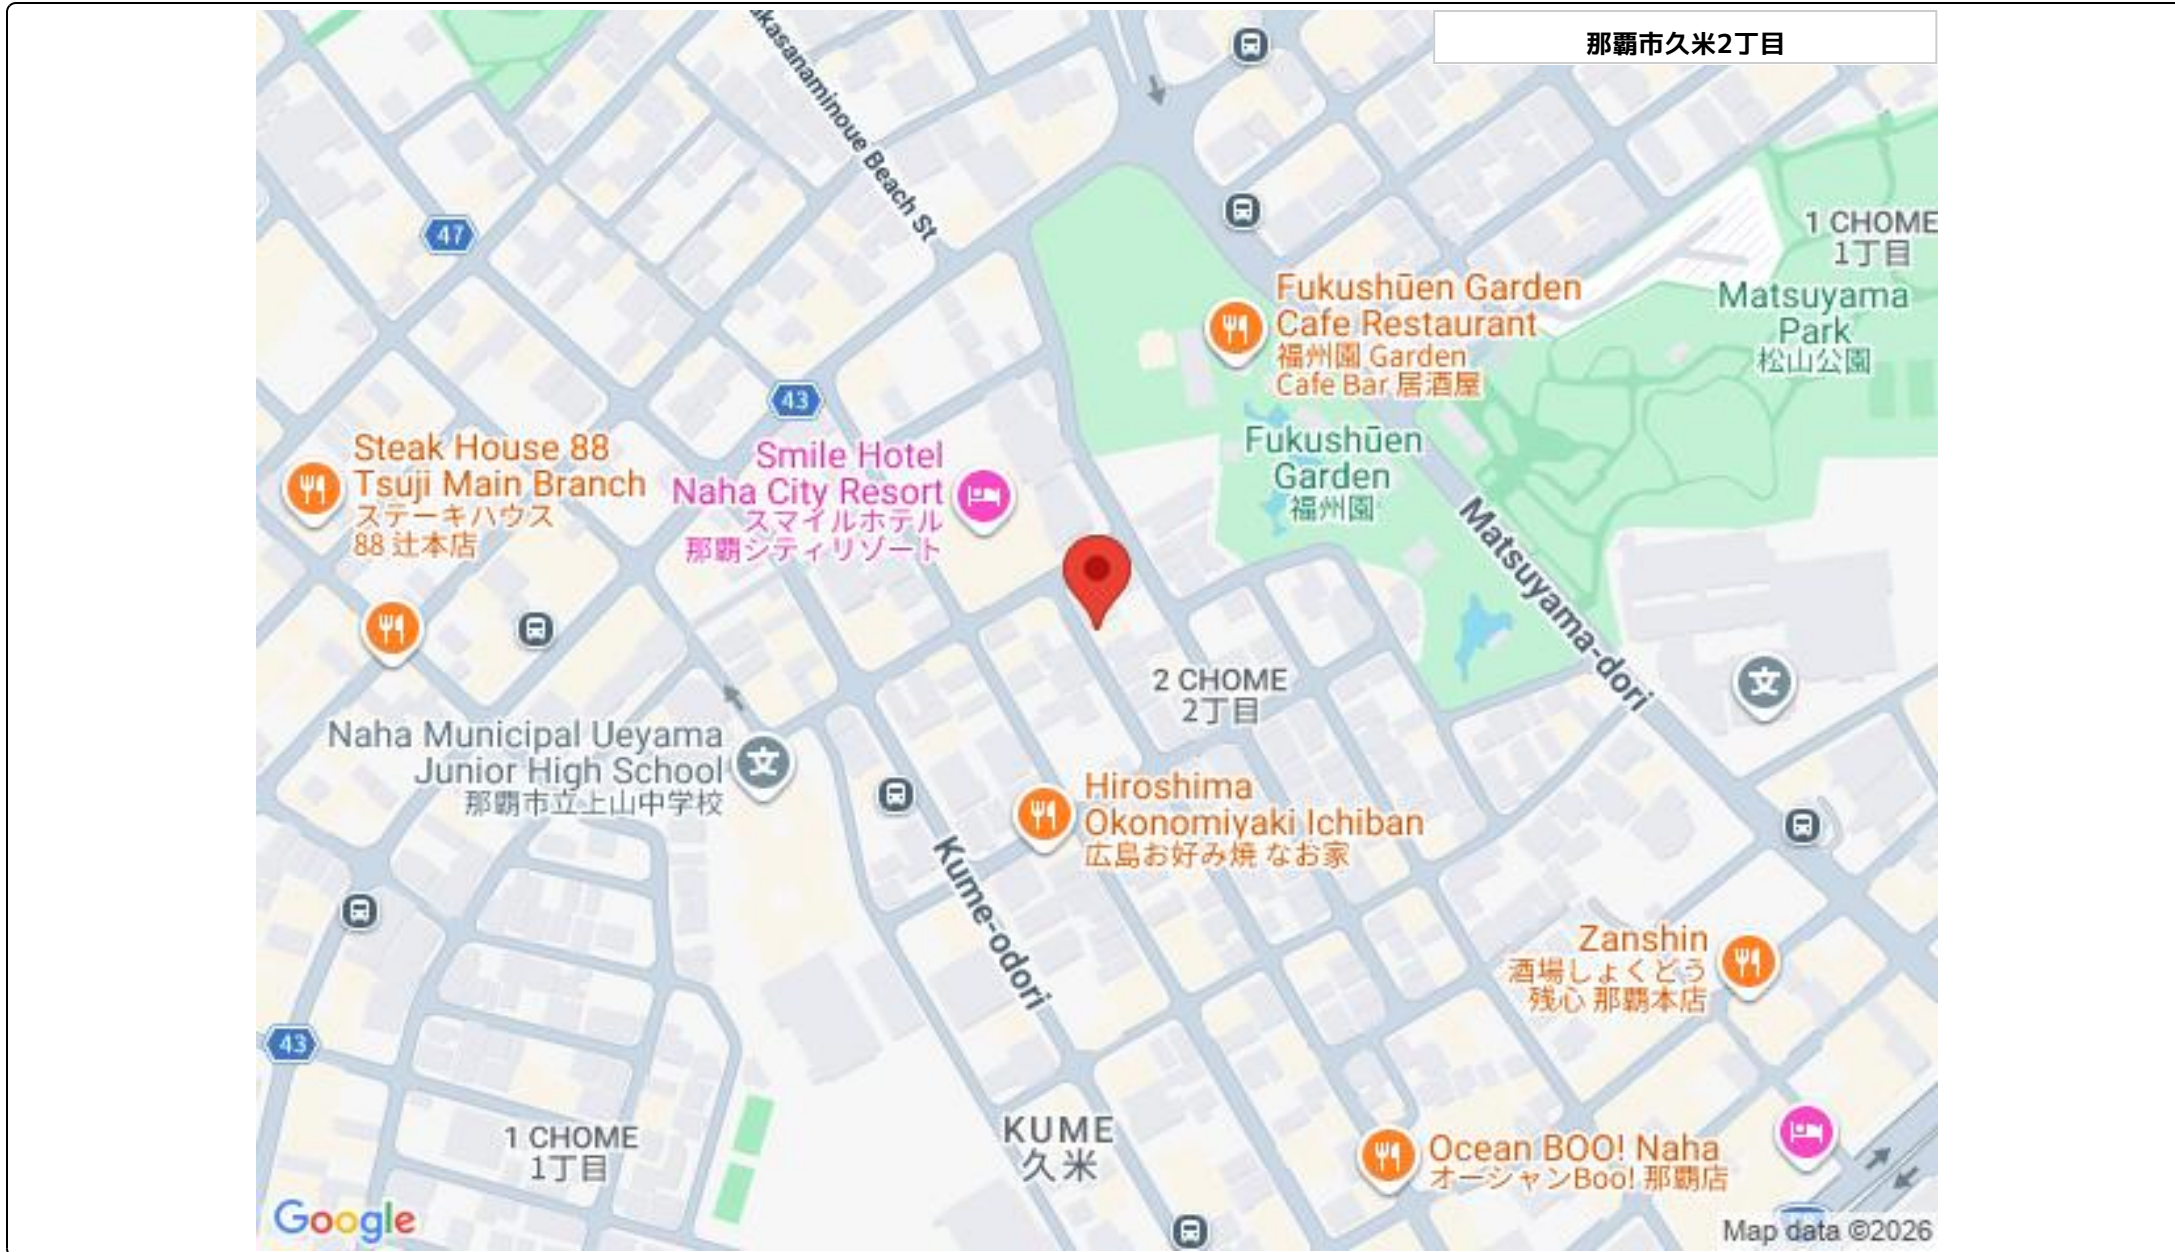 那覇市久米2丁目
akasanaminoue Beach St
47
1 CHOME
1丁目
Matsuyama
Park
松山公園
Fukushūen Garden
Cafe Restaurant
福州園 Garden
Cafe Bar 居酒屋
43
Fukushūen
Garden
福州園
Steak House 88
Tsuji Main Branch
ステーキハウス
88 辻本店
Smile Hotel
Naha City Resort
スマイルホテル
那覇シティリゾート
Matsuyama-dori
2 CHOME
2丁目
文
Naha Municipal Ueyama
Junior High School
那覇市立上山中学校
文
Hiroshima
Okonomiyaki Ichiban
広島お好み焼 なお家
Kume-odori
Zanshin
酒場しょくどう
残心 那覇本店
43
1 CHOME
1丁目
KUME
久米
Ocean BOO! Naha
オーシャンBoo! 那覇店
Google
Map data ©2026